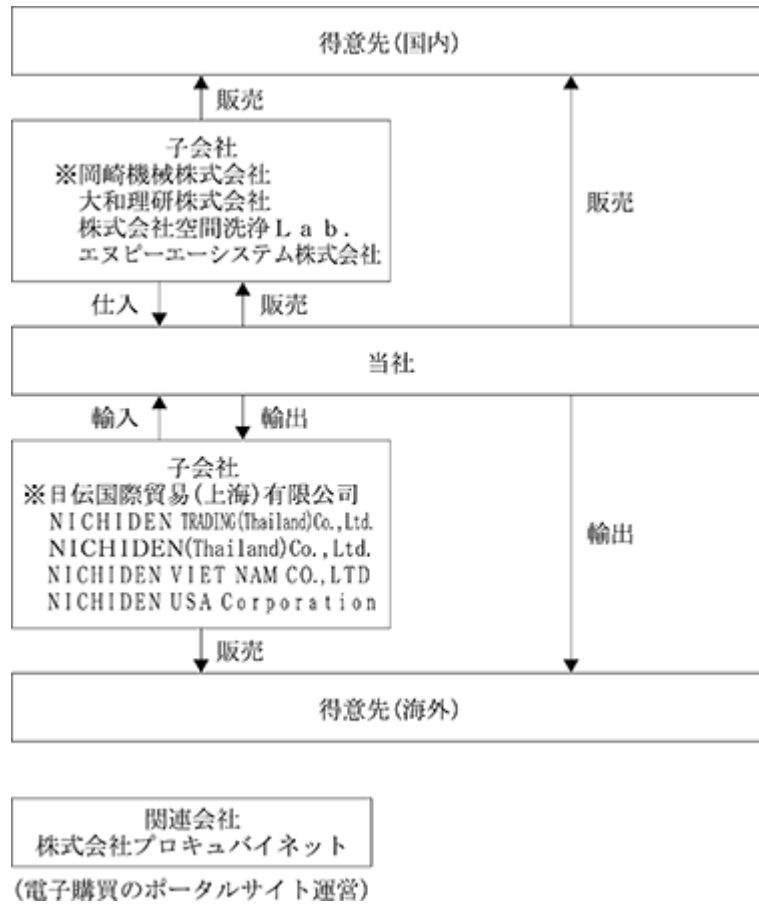 得意先(国内)
販売
子会社
※岡崎機械株式会社
大和理研株式会社
株式会社空間洗浄Ｌａｂ.
エヌピーエーシステム株式会社
販売
仕入
販売
当社
輸入
輸出
子会社
※日伝国際貿易(上海)有限公司
NICHIDEN TRADING(Thailand)Co.,Ltd.
NICHIDEN(Thailand)Co.,Ltd.
NICHIDEN VIET NAM CO.,LTD
NICHIDEN USA Corporation
輸出
販売
得意先(海外)
関連会社
株式会社プロキュバイネット
(電子購買のポータルサイト運営)